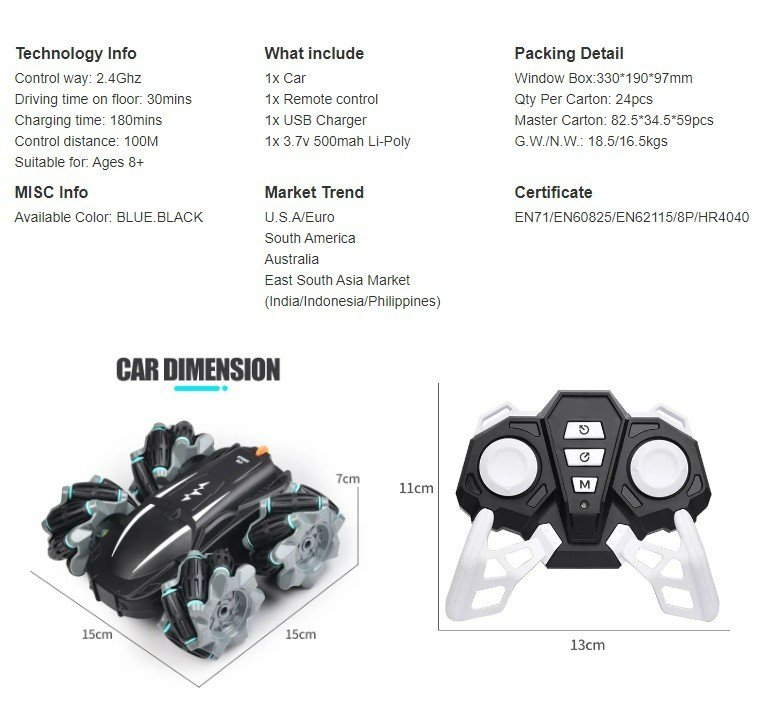 Technology Info
Control way: 2.4Ghz
Driving time on floor: 30mins
Charging time: 180mins
Control distance: 100M
Suitable for: Ages 8+
What include
1x Car
1x Remote control
1x USB Charger
1x 3.7v 500mah Li-Poly
Packing Detail
Window Box:330*190*97mm
Qty Per Carton: 24pcs
Master Carton: 82.5*34.5*59pcs
G.W./N.W.: 18.5/16.5kgs
MISC Info
Available Color: BLUE.BLACK
Market Trend
U.S.A/Euro
South America
Australia
East South Asia Market
(India/Indonesia/Philippines)
Certificate
EN71/EN60825/EN62115/8P/HR4040
CAR DIMENSION
7cm
15cm
15cm
11cm
M
13cm